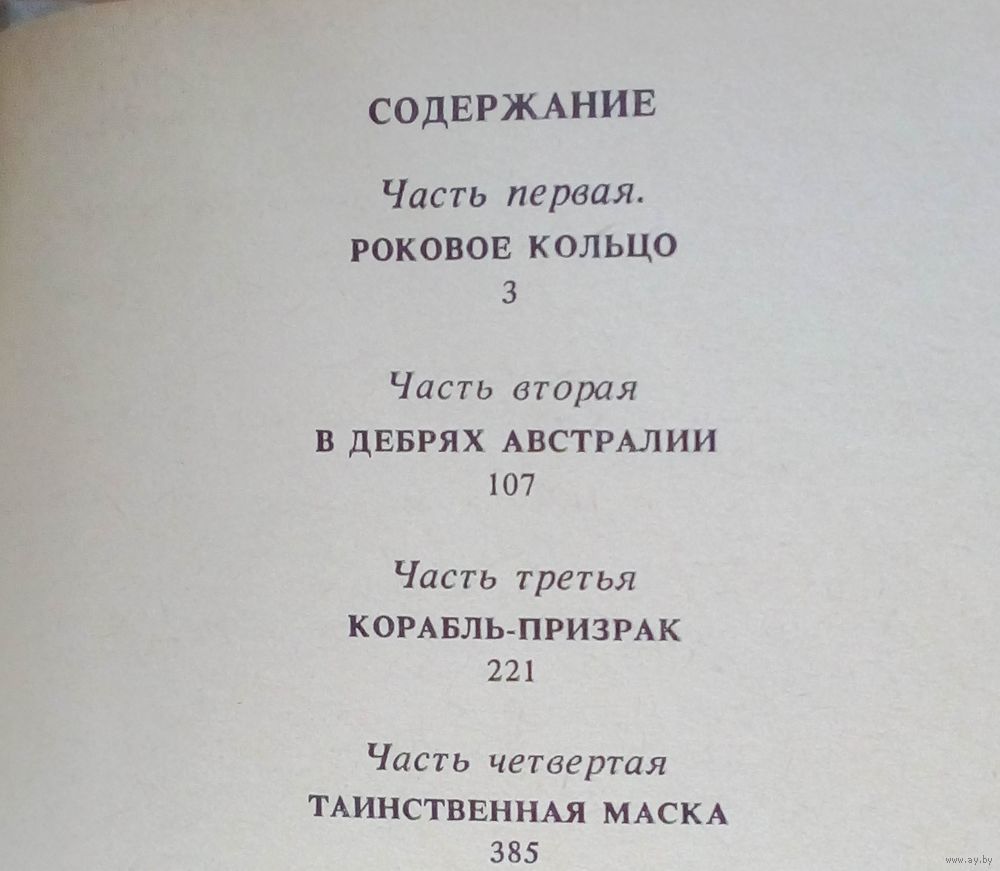 СОДЕРЖАНИЕ
Часть первая.
РОКОВОЕ КОЛЬЦО
3
Часть вторая
В ДЕБРЯХ АВСТРАЛИИ
107
Часть третья
КОРАБЛЬ-ПРИЗРАК
221
Часть четвертая
ТАИНСТВЕННАЯ МАСКА
385
www.ay.by